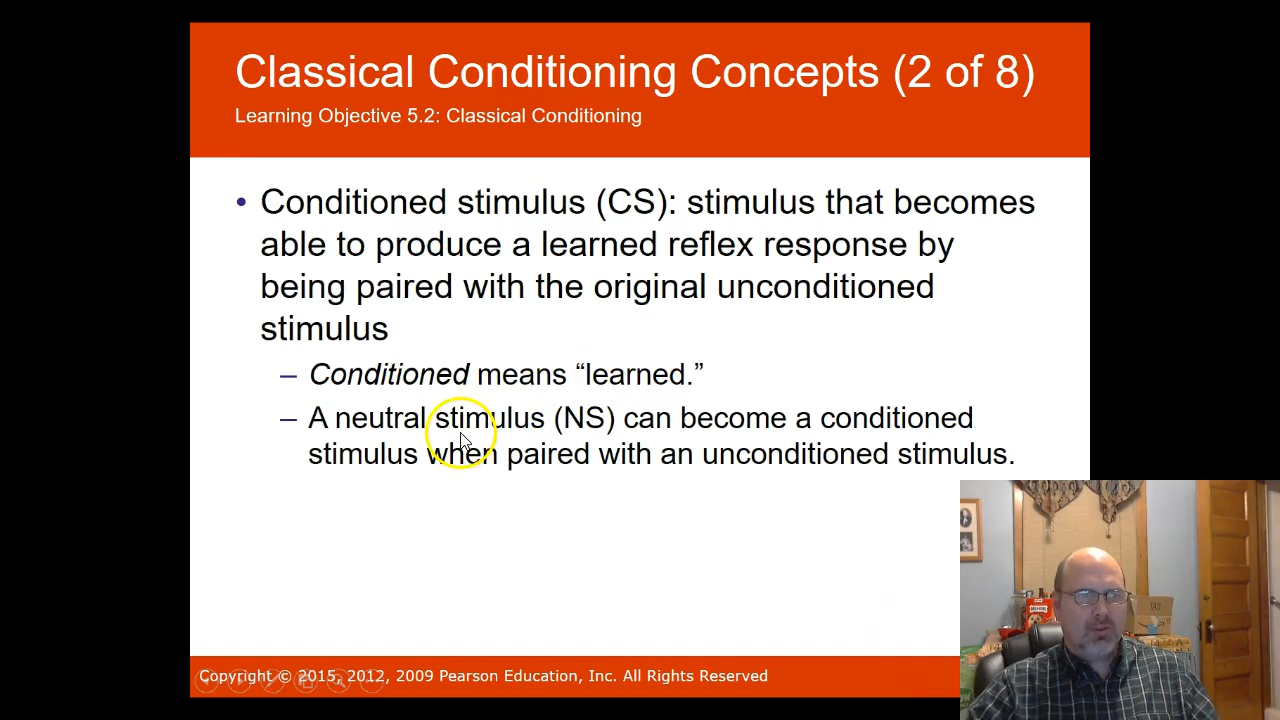 Classical Conditioning Concepts (2 of 8)
Learning Objective 5.2: Classical Conditioning
• Conditioned stimulus (CS): stimulus that becomes
able to produce a learned reflex response by
being paired with the original unconditioned
stimulus
– Conditioned means “learned.”
– A neutral stimulus (NS) can become a conditioned
stimulus when paired with an unconditioned stimulus.
Copyright © 2015, 2012, 2009 Pearson Education, Inc. All Rights Reserved